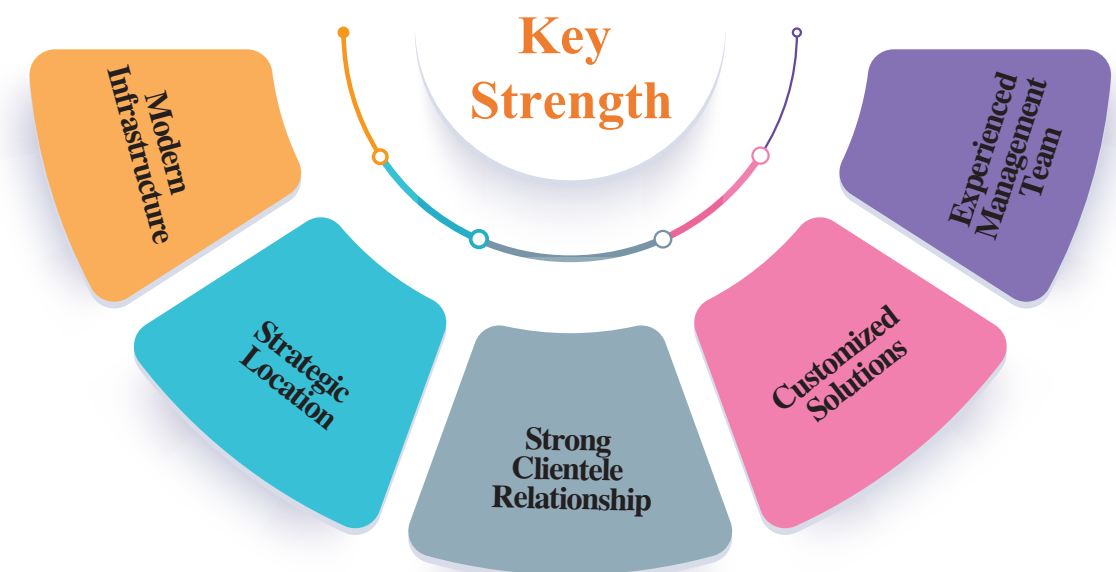 Key
Strength
Modern
Infrastructure
Strategic
Location
Strong
Clientele
Relationship
Customized
Solutions
Experienced
Management
Team